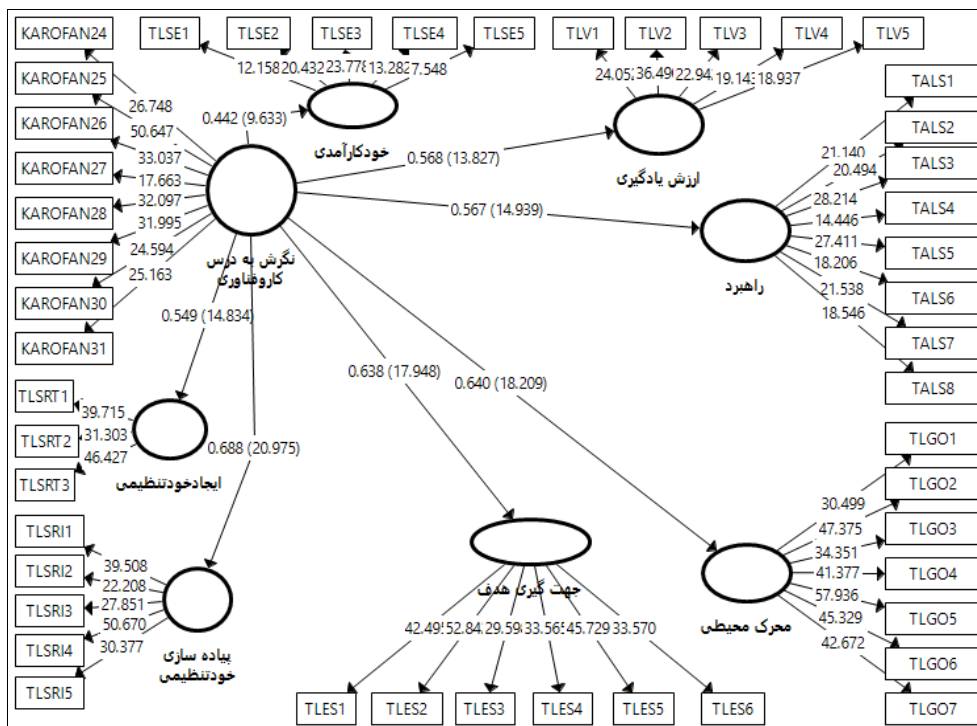 KAROFAN24
KAROFAN25
KAROFAN26
KAROFAN27
KAROFAN28
KAROFAN29
KAROFAN30
KAROFAN31
26.748
50.647
33.037
17.663
32.097
31.995
24.594
25.163
نگرش به درس
کاروفناوری
TLSE1
TLSE2
TLSE3
TLSE4
TLSE5
12.158
20.432
23.778
13.282
7.548
0.442 (9.633)
خودکارآمدی
TLV1
TLV2
TLV3
TLV4
TLV5
24.05
36.49
22.94
19.143
18.937
0.568 (13.827)
ارزش یادگیری
TALS1
TALS2
TALS3
TALS4
TALS5
TALS6
TALS7
TALS8
21.140
20.494
28.214
14.446
27.411
18.206
21.538
18.546
0.567 (14.939)
راهبرد
0.549 (14.834)
TLSRT1
TLSRT2
TLSRT3
39.715
31.303
46.427
ایجادخودتنظیمی
0.688 (20.975)
TLSRI1
TLSRI2
TLSRI3
TLSRI4
TLSRI5
39.508
22.208
27.851
50.670
30.377
پیاده سازی
خودتنظیمی
0.638 (17.948)
جهت گیری هدف
42.495
52.84
29.598
33.565
45.729
33.570
TLES1
TLES2
TLES3
TLES4
TLES5
TLES6
0.640 (18.209)
محرک محیطی
TLGO1
TLGO2
TLGO3
TLGO4
TLGO5
TLGO6
TLGO7
30.499
47.375
34.351
41.377
57.936
45.329
42.672